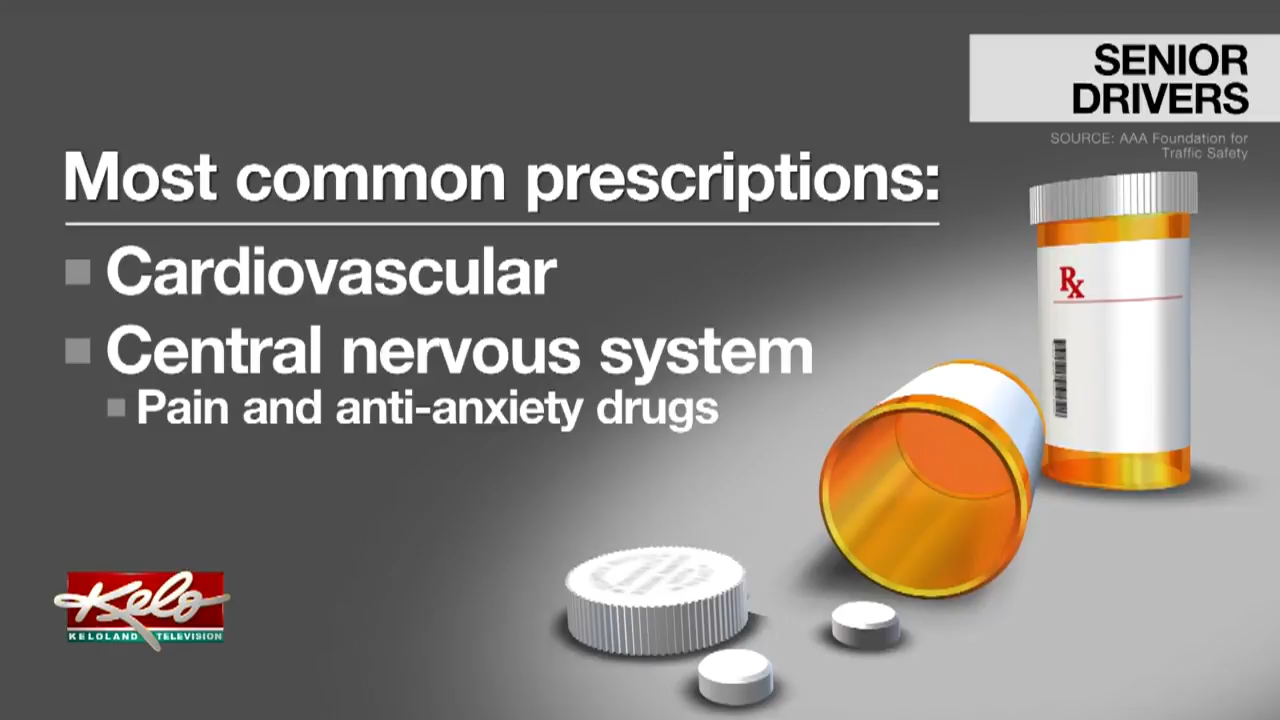 SENIOR
DRIVERS
SOURCE: AAA Foundation for
Traffic Safety
Most common prescriptions:
Cardiovascular
Central nervous system
Pain and anti-anxiety drugs
Rx
Kelo
KELOLAND TELEVISION